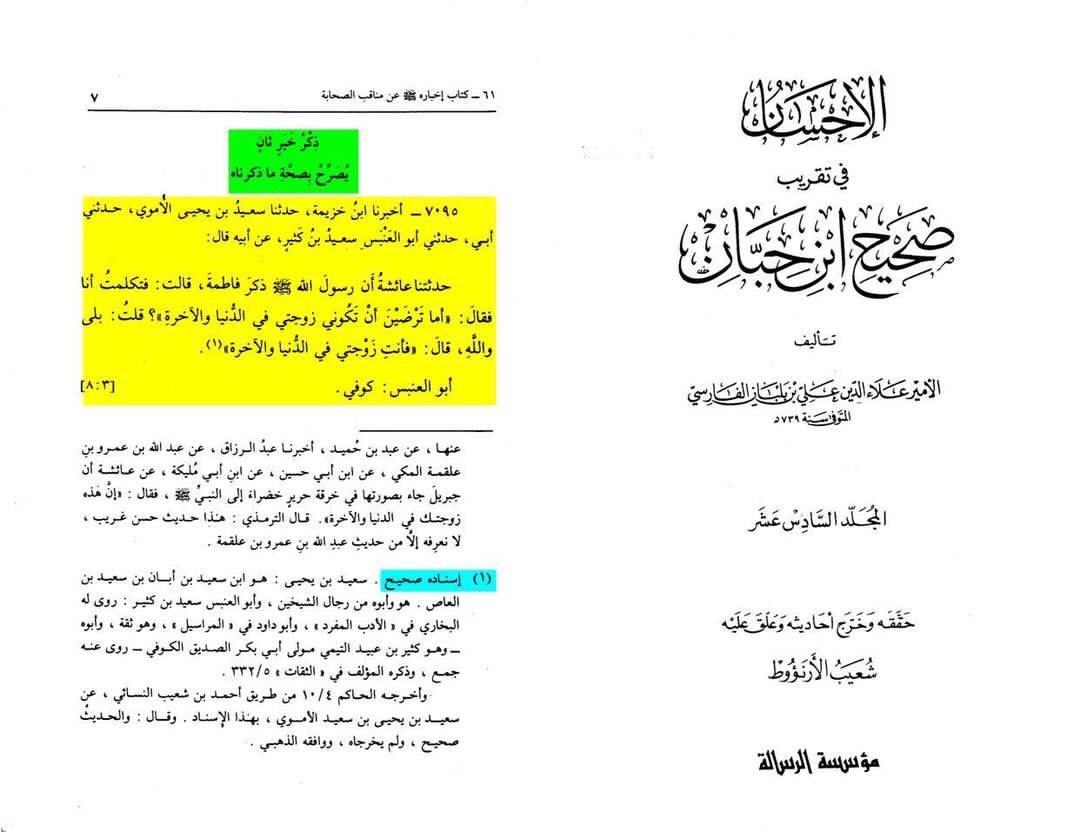 الإحسان
في تقريب
صحيح ابن حبان
تأليف
الأمير علاء الدين علي بن بلبان الفارسي
المتوفى سنة ٧٣٩ هـ
المجلد السادس عشر
حققه وخرج أحاديثه وعلق عليه
شعيب الأرنؤوط
مؤسسة الرسالة
٦١ ـ كتاب إخباره ﷺ عن مناقب الصحابة
٧
ذِكْرُ خَبَرٍ ثانٍ
يُصَرِّحُ بِصحَّة ما ذكرناه
٧٠٩٥ ـ أخبرنا ابنُ خزيمة، حدثنا سعيدُ بن يحيى الأُموي، حدثني
أبي، حدثني أبو العَنْبَس سعيدُ بنُ كَثيرٍ، عن أبيه قال:
حدثتنا عائشةُ أن رسولَ الله ﷺ ذكرَ فاطمةَ، قالت: فتكلمتُ أنا
فقالَ: «أما تَرْضَيْنَ أنْ تَكُوني زوجتي في الدُّنيا والآخرةِ»؟ قلتُ: بلى
واللَّهِ، قالَ: «فأنتِ زَوْجَتي في الدُّنيا والآخرة»(١).
أبو العنبس: كوفي.
[٨:٣]
عنها، عن عبد بن حُميد، أخبرنا عبدُ الرزاق، عن عبد الله بن عمرو بنِ
علقمة المكي، عن ابن أبي حسين، عن ابنِ أبي مُليكة، عن عائشة أن
جبريلَ جاء بصورتها في خرقة حريرٍ خضراءَ إلى النبيِّ ﷺ، فقال: «إنَّ هٰذه
زوجتك في الدنيا والآخرة». قال الترمذي: هٰذا حديث حسن غريب،
لا نعرفه إلَّا من حديثِ عبدِ الله بنِ عمرو بن علقمة.
(١) إسناده صحيح. سعيد بن يحيى: هو ابن سعيد بن أبان بن سعيد بن
العاص. هو وأبوه من رجال الشيخين، وأبو العنبس سعيد بن كثير: روى له
البخاري في «الأدب المفرد»، وأبو داود في «المراسيل»، وهو ثقة، وأبوه
ـ وهو كثير بن عبيد التيمي مولى أبي بكر الصديق الكوفي ـ روى عنه
جمع، وذكره المؤلف في «الثقات» ٣٣٢/٥.
وأخرجه الحاكم ١٠/٤ من طريق أحمد بن شعيب النسائي، عن
سعيد بن يحيى بن سعيد الأموي، بهذا الإسناد. وقال: والحديثُ
صحيح، ولم يخرجاه، ووافقه الذهبي.